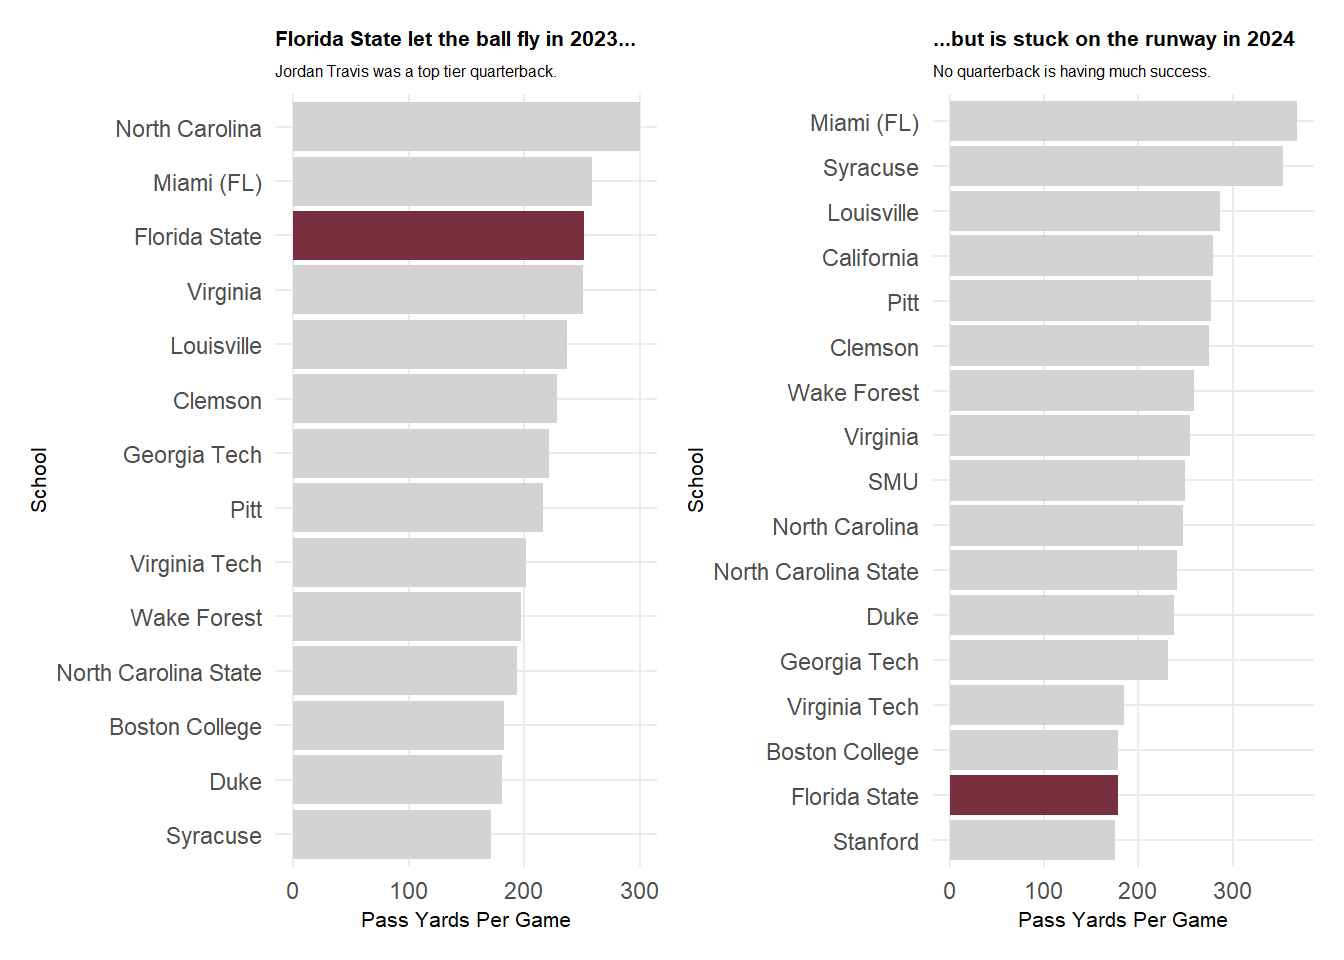 Florida State let the ball fly in 2023...
Jordan Travis was a top tier quarterback.
School
North Carolina
Miami (FL)
Florida State
Virginia
Louisville
Clemson
Georgia Tech
Pitt
Virginia Tech
Wake Forest
North Carolina State
Boston College
Duke
Syracuse
0 100 200 300
Pass Yards Per Game
...but is stuck on the runway in 2024
No quarterback is having much success.
School
Miami (FL)
Syracuse
Louisville
California
Pitt
Clemson
Wake Forest
Virginia
SMU
North Carolina
North Carolina State
Duke
Georgia Tech
Virginia Tech
Boston College
Florida State
Stanford
0 100 200 300
Pass Yards Per Game